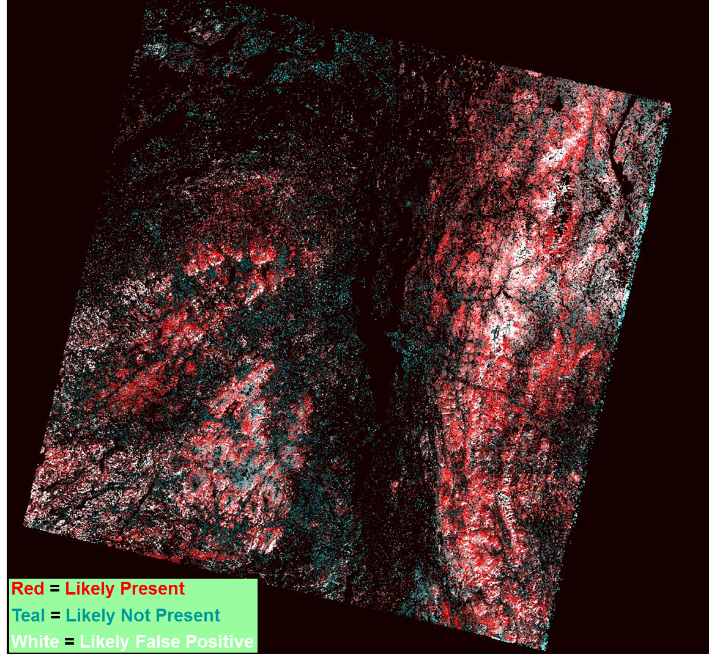 Red = Likely Present
Teal = Likely Not Present
White = Likely False Positive